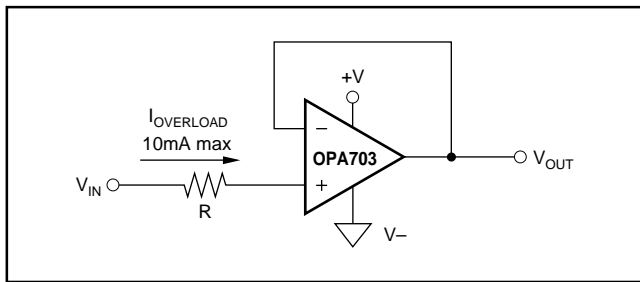 +V
I_OVERLOAD
10mA max
–
OPA703
V_IN
+
V_OUT
R
V–